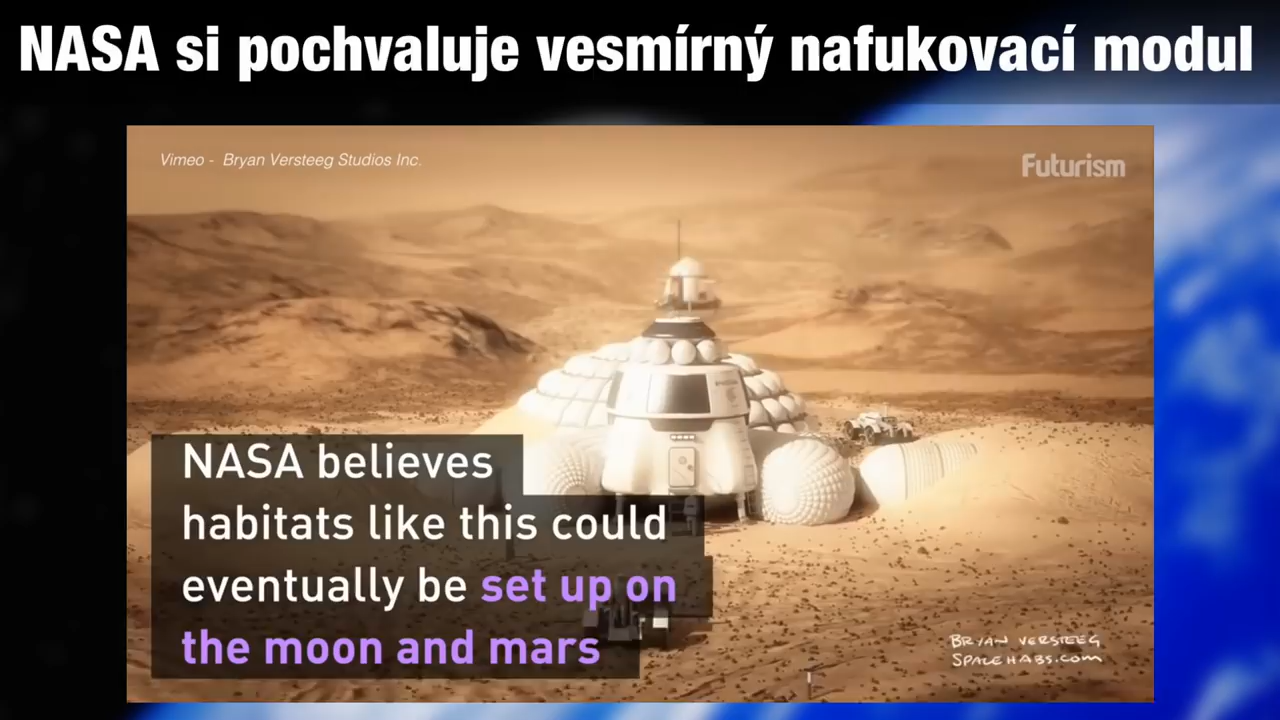 NASA si pochvaluje vesmírný nafukovací modul
Vimeo - Bryan Versteeg Studios Inc.
Futurism
NASA believes
habitats like this could
eventually be set up on
the moon and mars
BRYAN VERSTEEG
SPACEHABS.COM